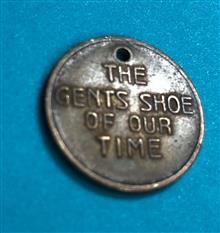 THE
GENTS SHOE
OF OUR
TIME